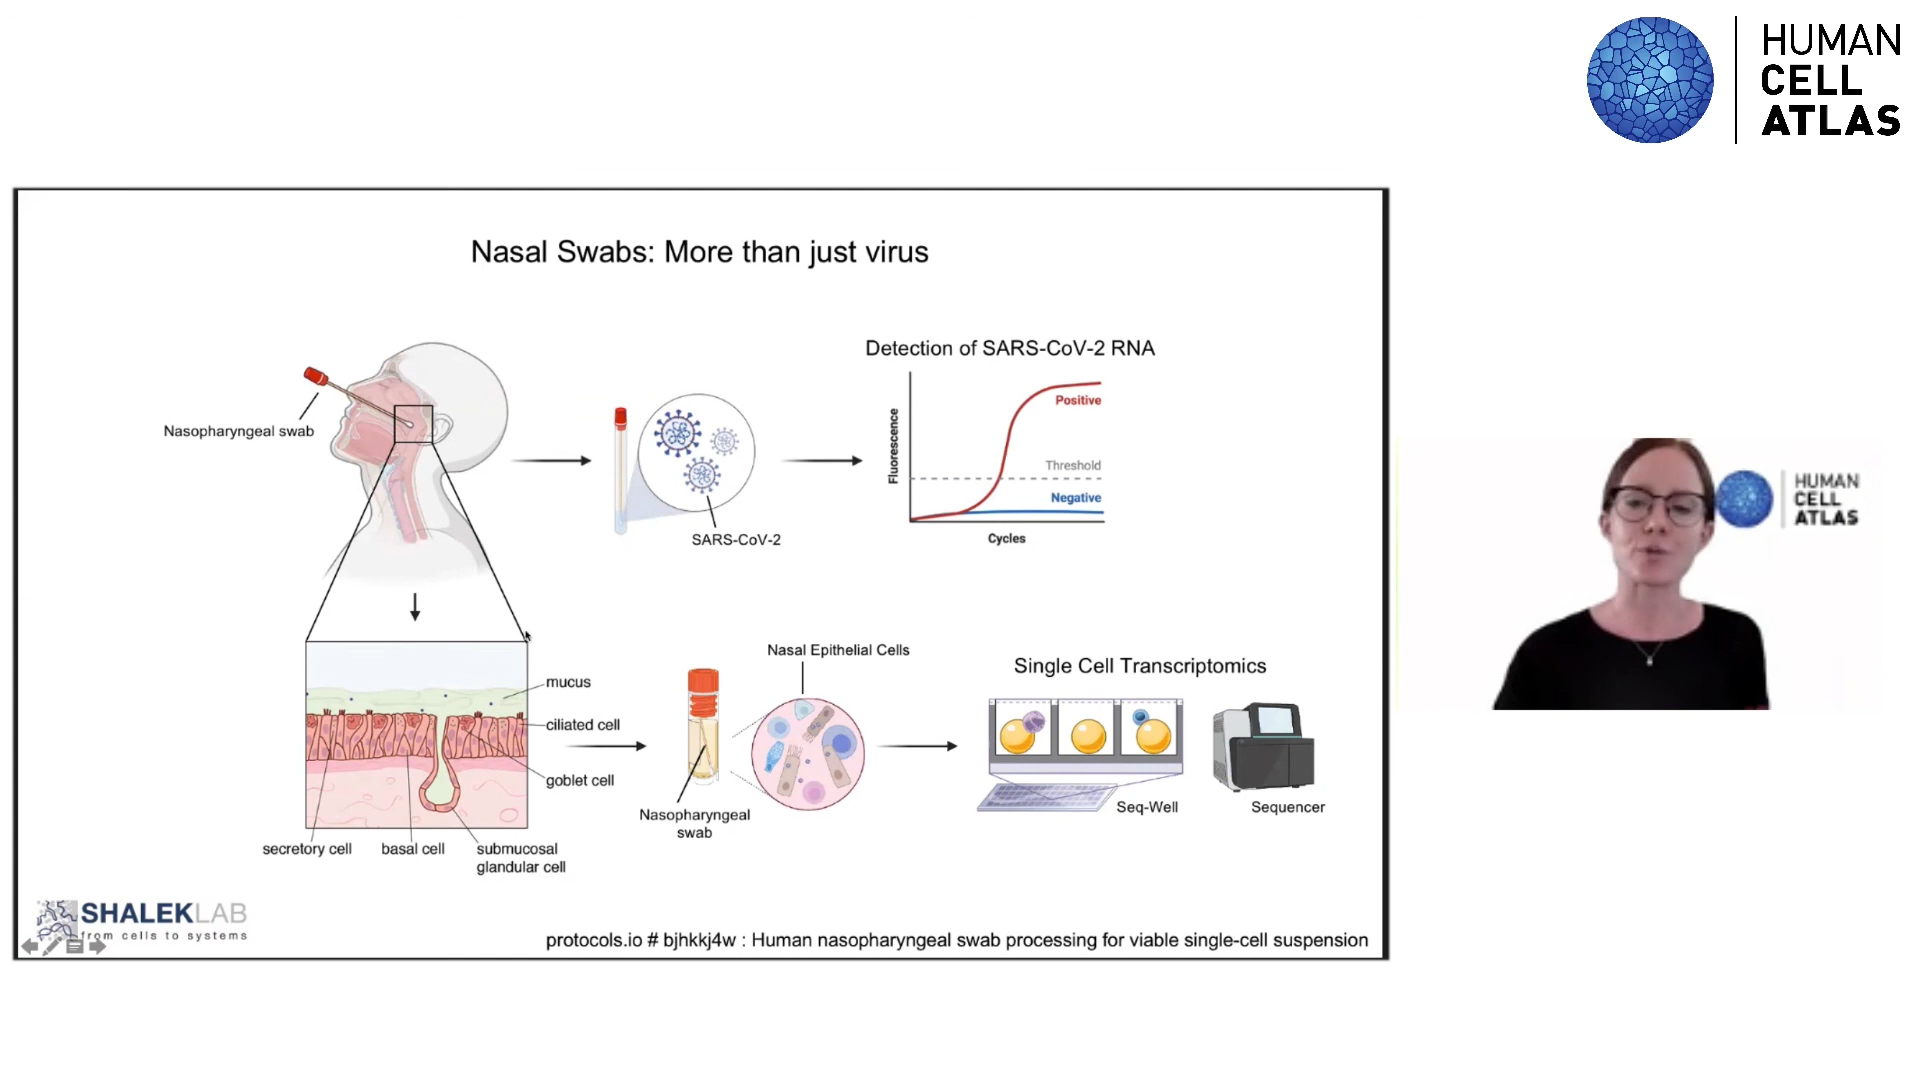 HUMAN
CELL
ATLAS
Nasal Swabs: More than just virus
Nasopharyngeal swab
SARS-CoV-2
Detection of SARS-CoV-2 RNA
Fluorescence
Positive
Threshold
Negative
Cycles
mucus
ciliated cell
goblet cell
secretory cell
basal cell
submucosal
glandular cell
Nasal Epithelial Cells
Nasopharyngeal
swab
Single Cell Transcriptomics
Seq-Well
Sequencer
SHALEKLAB
from cells to systems
protocols.io # bjhkkj4w : Human nasopharyngeal swab processing for viable single-cell suspension
HUMAN
CELL
ATLAS